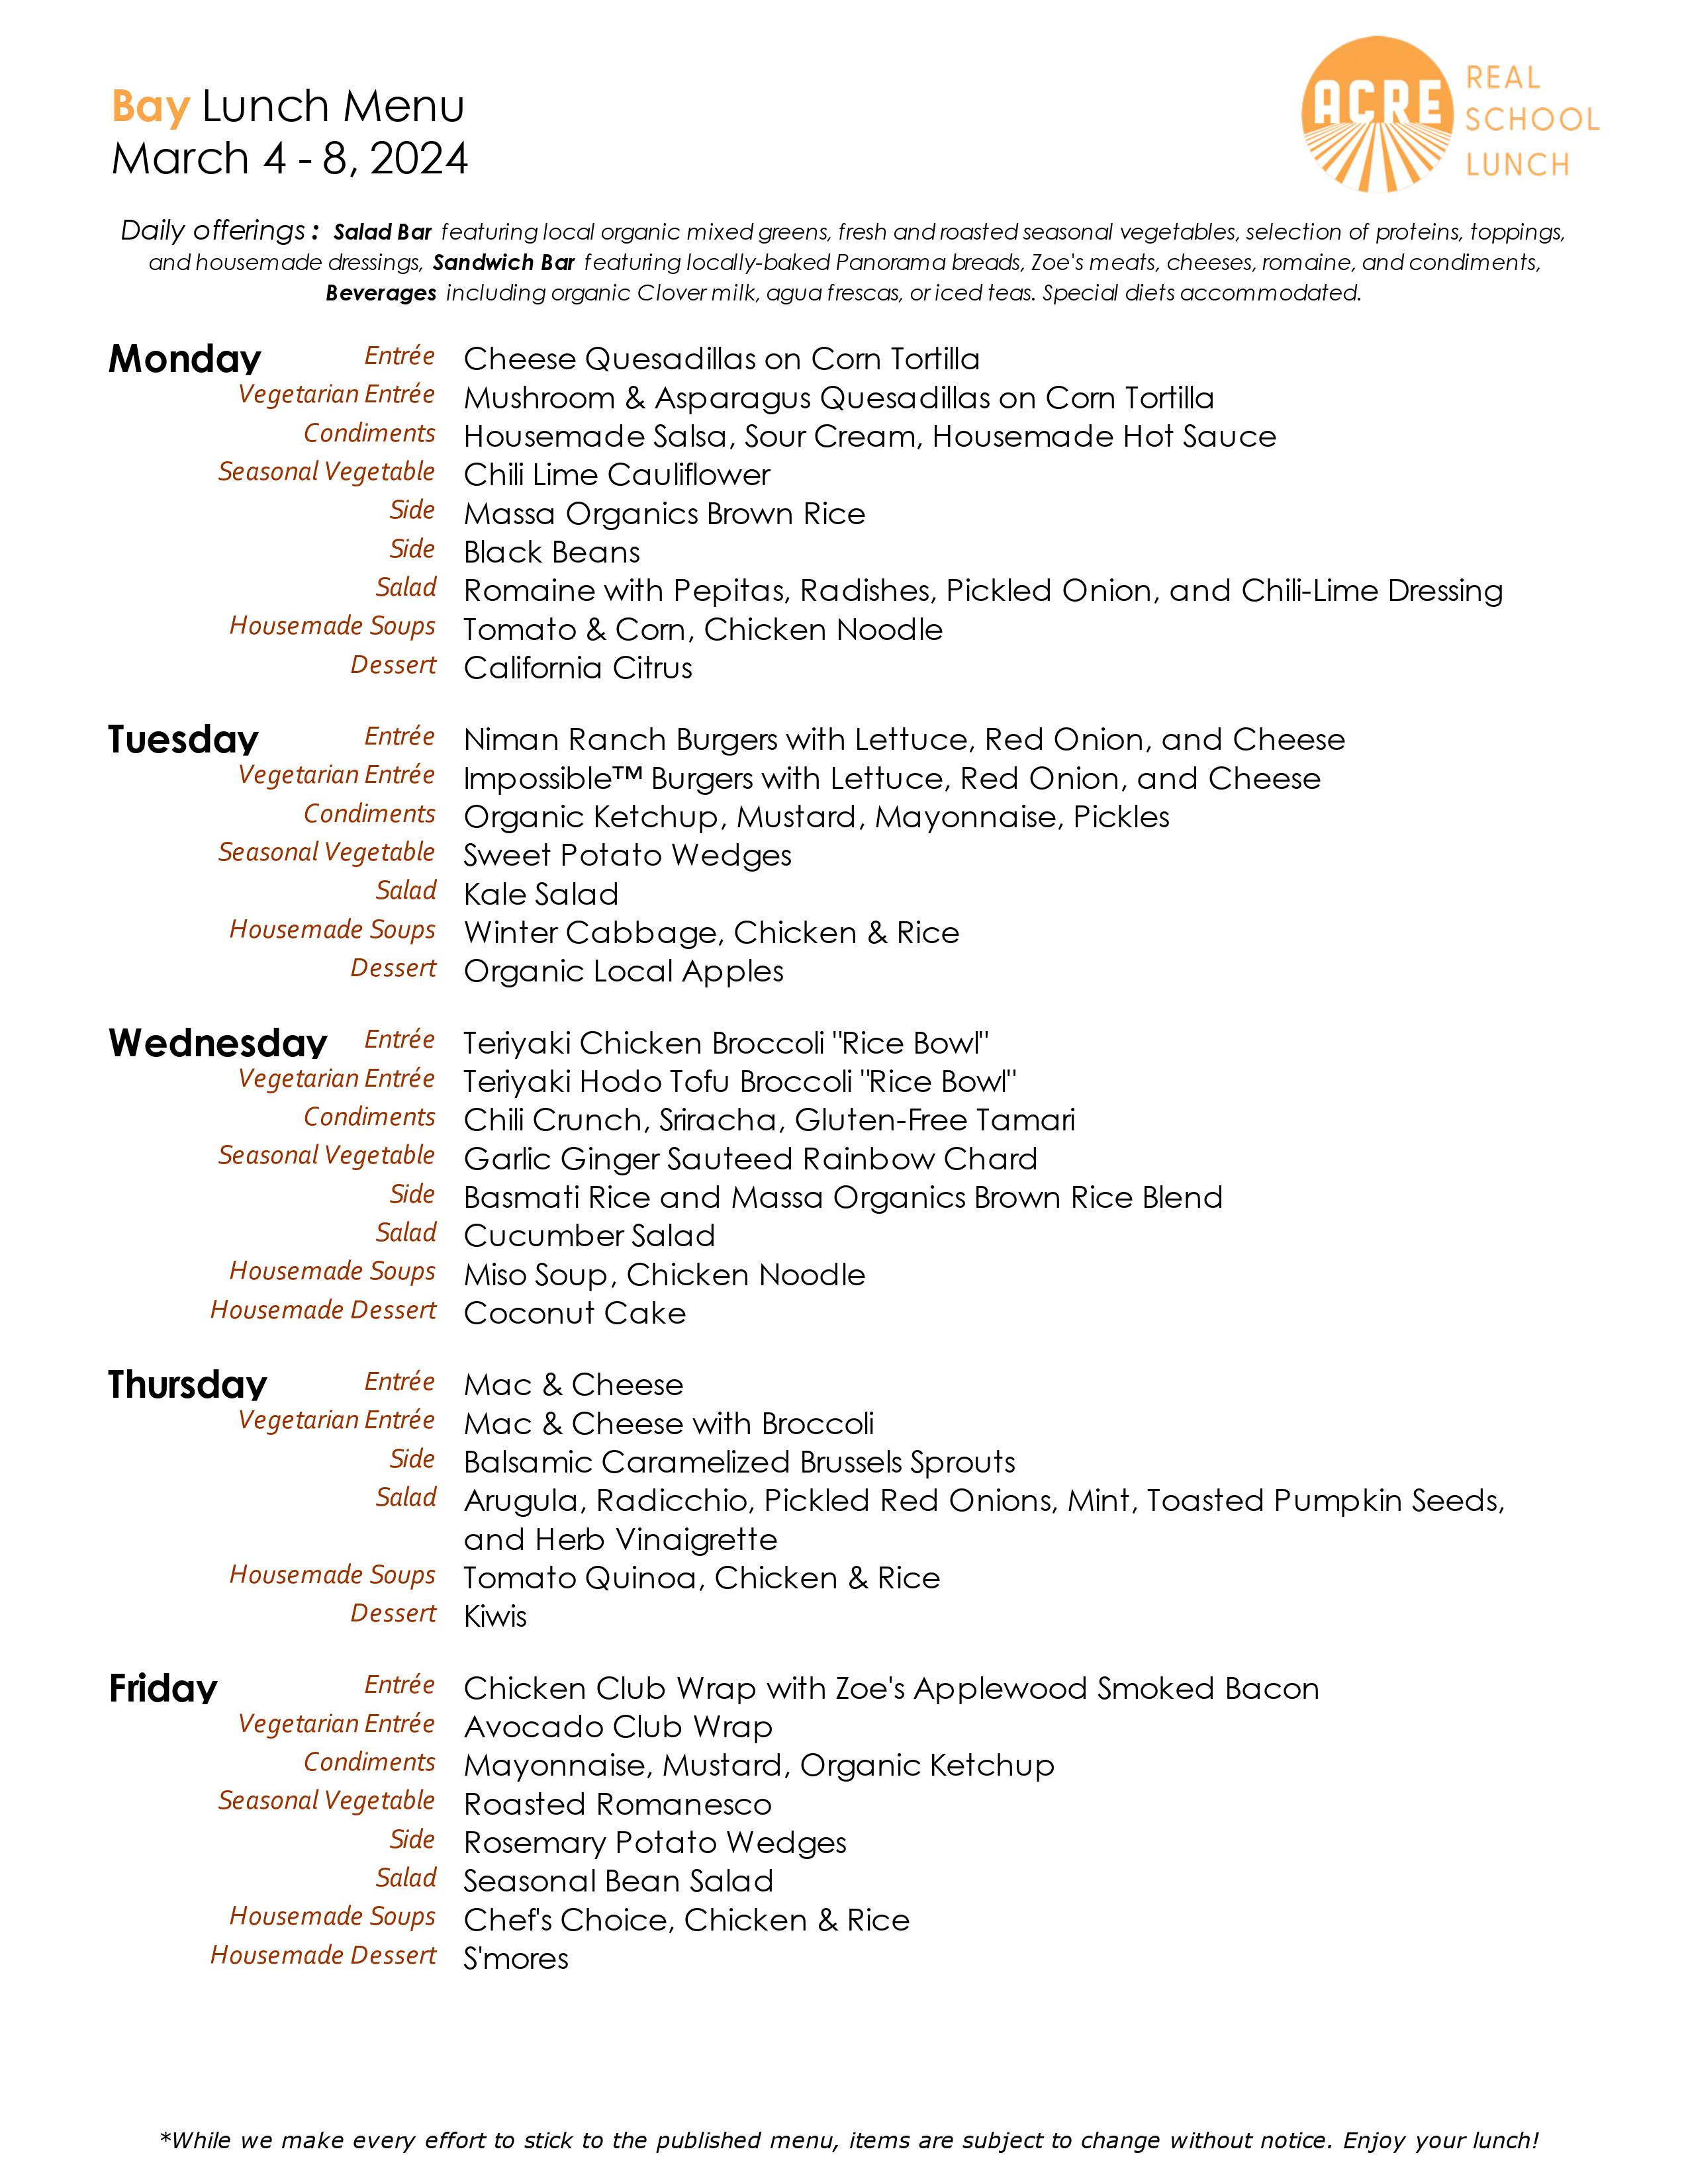 Bay Lunch Menu
March 4 - 8, 2024
ACRE
REAL
SCHOOL
LUNCH
Daily offerings : Salad Bar featuring local organic mixed greens, fresh and roasted seasonal vegetables, selection of proteins, toppings,
and housemade dressings, Sandwich Bar featuring locally-baked Panorama breads, Zoe's meats, cheeses, romaine, and condiments,
Beverages including organic Clover milk, agua frescas, or iced teas. Special diets accommodated.
Monday Entrée Cheese Quesadillas on Corn Tortilla
Vegetarian Entrée Mushroom & Asparagus Quesadillas on Corn Tortilla
Condiments Housemade Salsa, Sour Cream, Housemade Hot Sauce
Seasonal Vegetable Chili Lime Cauliflower
Side Massa Organics Brown Rice
Side Black Beans
Salad Romaine with Pepitas, Radishes, Pickled Onion, and Chili-Lime Dressing
Housemade Soups Tomato & Corn, Chicken Noodle
Dessert California Citrus
Tuesday Entrée Niman Ranch Burgers with Lettuce, Red Onion, and Cheese
Vegetarian Entrée Impossible™ Burgers with Lettuce, Red Onion, and Cheese
Condiments Organic Ketchup, Mustard, Mayonnaise, Pickles
Seasonal Vegetable Sweet Potato Wedges
Salad Kale Salad
Housemade Soups Winter Cabbage, Chicken & Rice
Dessert Organic Local Apples
Wednesday Entrée Teriyaki Chicken Broccoli "Rice Bowl"
Vegetarian Entrée Teriyaki Hodo Tofu Broccoli "Rice Bowl"
Condiments Chili Crunch, Sriracha, Gluten-Free Tamari
Seasonal Vegetable Garlic Ginger Sauteed Rainbow Chard
Side Basmati Rice and Massa Organics Brown Rice Blend
Salad Cucumber Salad
Housemade Soups Miso Soup, Chicken Noodle
Housemade Dessert Coconut Cake
Thursday Entrée Mac & Cheese
Vegetarian Entrée Mac & Cheese with Broccoli
Side Balsamic Caramelized Brussels Sprouts
Salad Arugula, Radicchio, Pickled Red Onions, Mint, Toasted Pumpkin Seeds,
and Herb Vinaigrette
Housemade Soups Tomato Quinoa, Chicken & Rice
Dessert Kiwis
Friday Entrée Chicken Club Wrap with Zoe's Applewood Smoked Bacon
Vegetarian Entrée Avocado Club Wrap
Condiments Mayonnaise, Mustard, Organic Ketchup
Seasonal Vegetable Roasted Romanesco
Side Rosemary Potato Wedges
Salad Seasonal Bean Salad
Housemade Soups Chef's Choice, Chicken & Rice
Housemade Dessert S'mores
*While we make every effort to stick to the published menu, items are subject to change without notice. Enjoy your lunch!